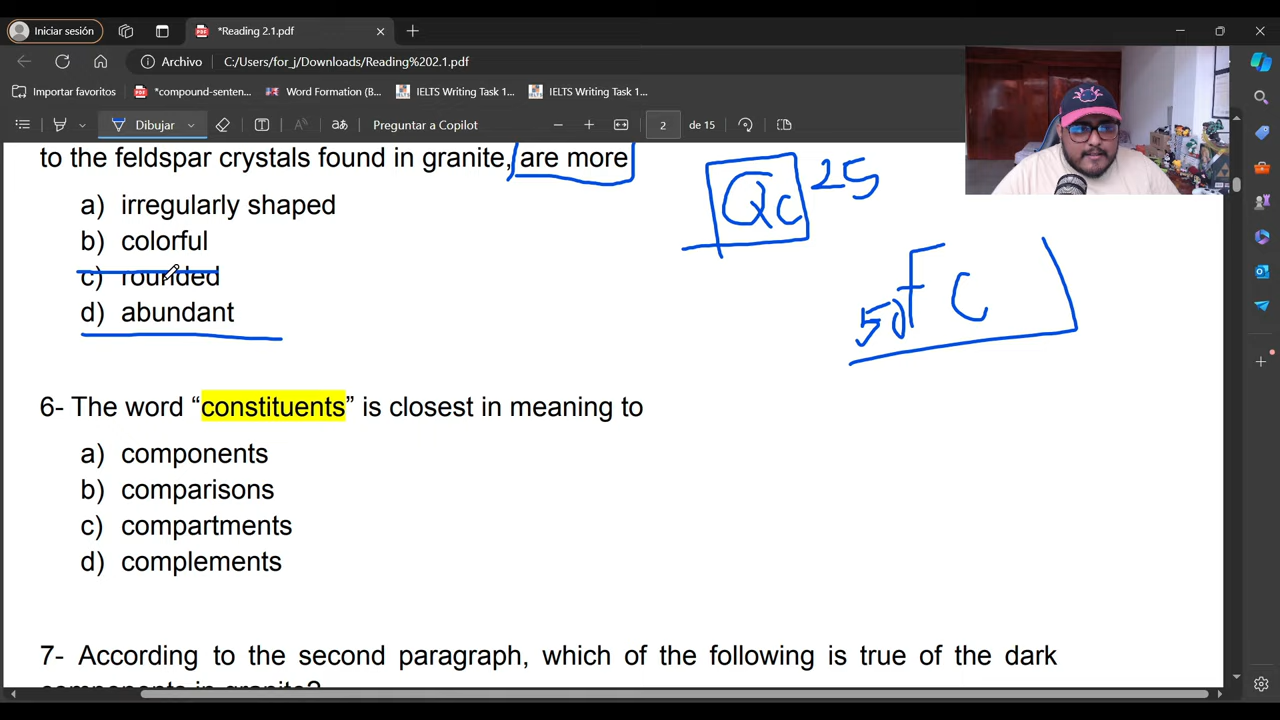 Iniciar sesión
*Reading 2.1.pdf
Archivo
C:/Users/for_j/Downloads/Reading%202.1.pdf
Importar favoritos
*compound-senten...
Word Formation (B...
IELTS Writing Task 1...
IELTS Writing Task 1...
Dibujar
Preguntar a Copilot
2
de 15
to the feldspar crystals found in granite, are more
a) irregularly shaped
b) colorful
c) rounded
d) abundant
Qc 25
50 FC
6- The word “constituents” is closest in meaning to
a) components
b) comparisons
c) compartments
d) complements
7- According to the second paragraph, which of the following is true of the dark
components in granite?